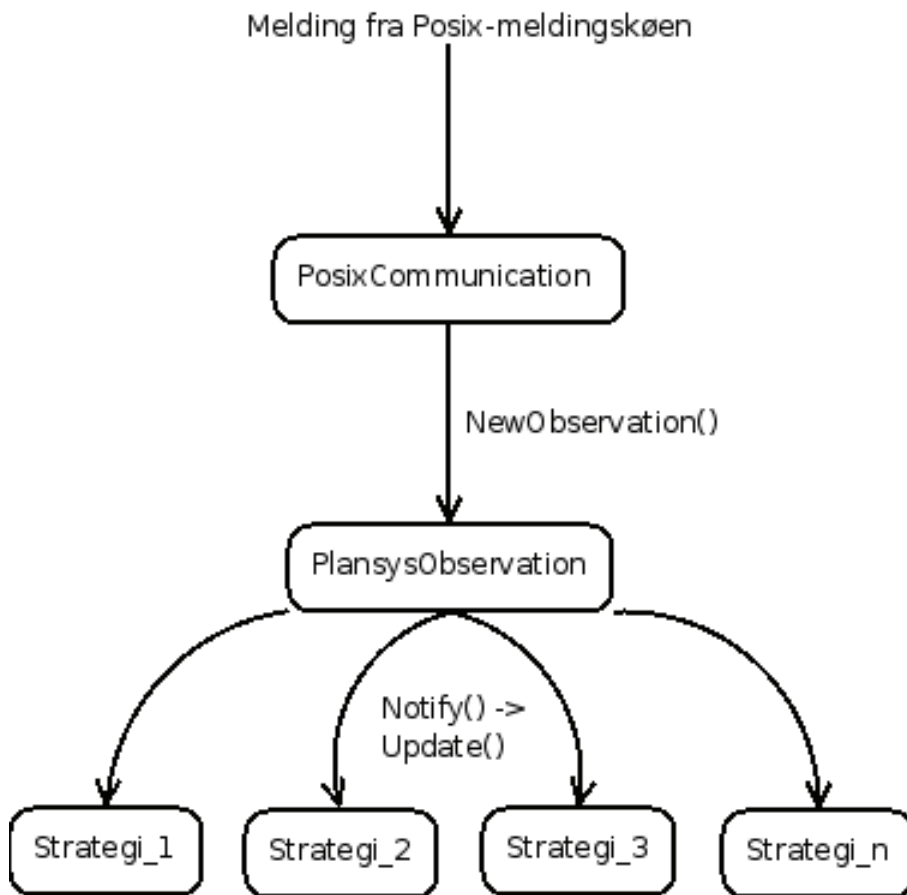 Melding fra Posix-meldingskøen
PosixCommunication
NewObservation()
PlansysObservation
Notify() ->
Update()
Strategi_1
Strategi_2
Strategi_3
Strategi_n